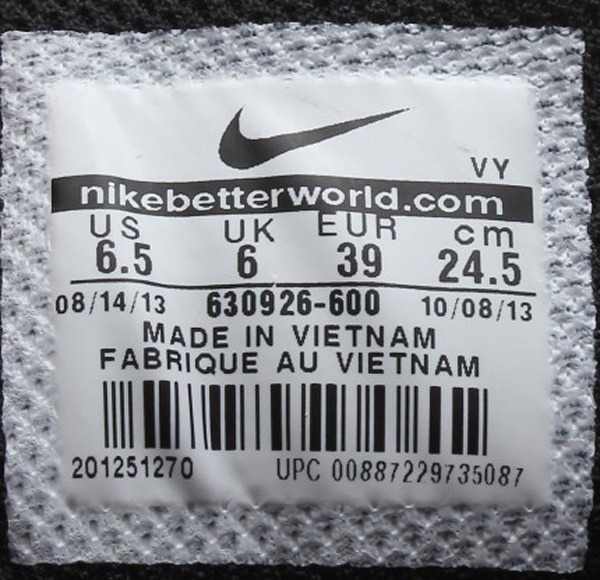 VY
nikebetterworld.com
US UK EUR cm
6.5 6 39 24.5
08/14/13 630926-600 10/08/13
MADE IN VIETNAM
FABRIQUE AU VIETNAM
201251270 UPC 00887229735087